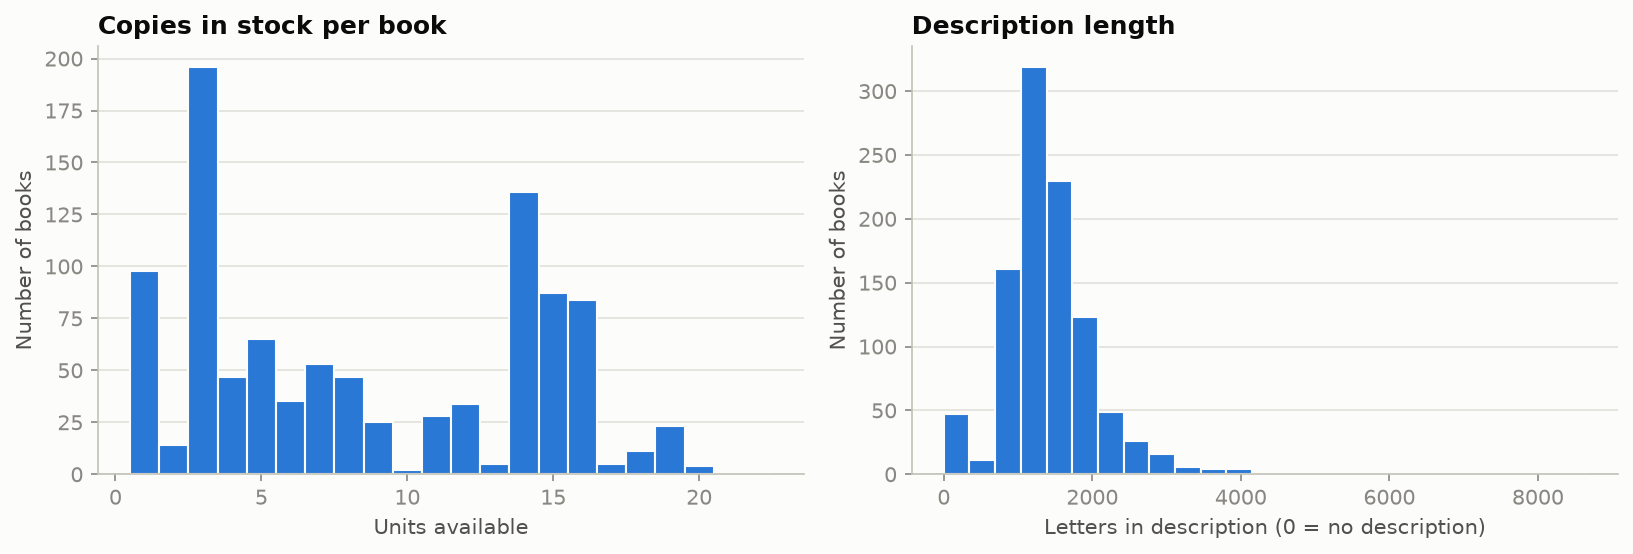 Copies in stock per book
Number of books
200
175
150
125
100
75
50
25
0
0 5 10 15 20
Units available
Description length
Number of books
300
250
200
150
100
50
0
0 2000 4000 6000 8000
Letters in description (0 = no description)